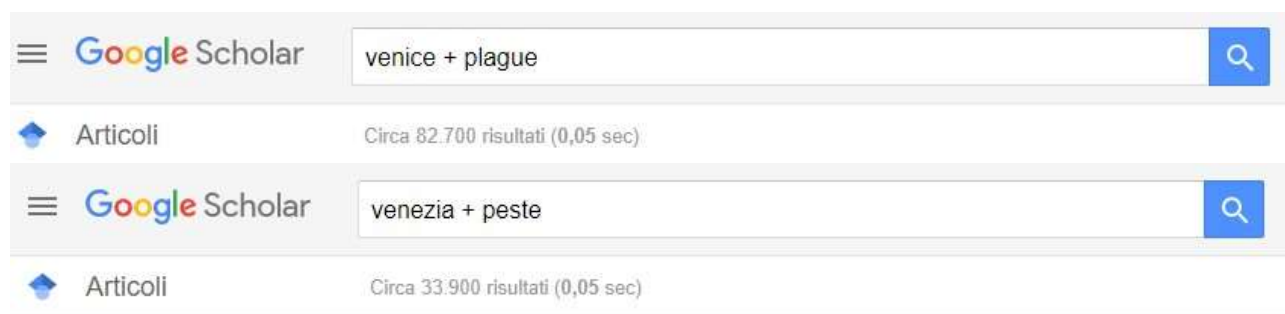 Google Scholar venice + plague
Articoli Circa 82.700 risultati (0,05 sec)
Google Scholar venezia + peste
Articoli Circa 33.900 risultati (0,05 sec)